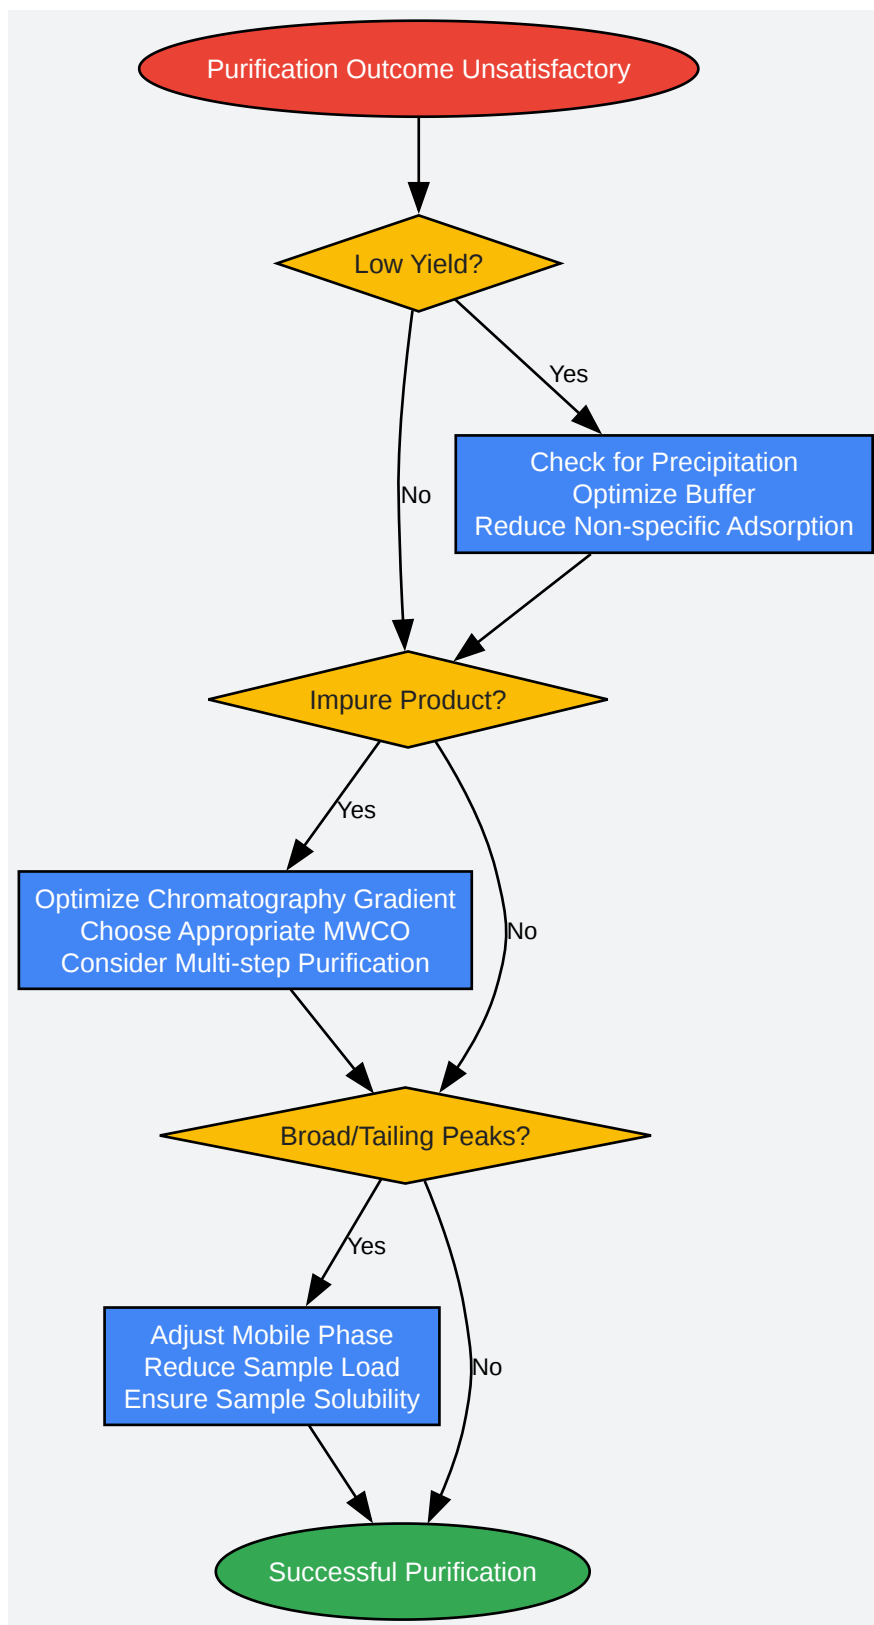 Purification Outcome Unsatisfactory
Low Yield?
Yes
Check for Precipitation
Optimize Buffer
Reduce Non-specific Adsorption
No
Impure Product?
Yes
Optimize Chromatography Gradient
Choose Appropriate MWCO
Consider Multi-step Purification
No
Broad/Tailing Peaks?
Yes
Adjust Mobile Phase
Reduce Sample Load
Ensure Sample Solubility
No
Successful Purification